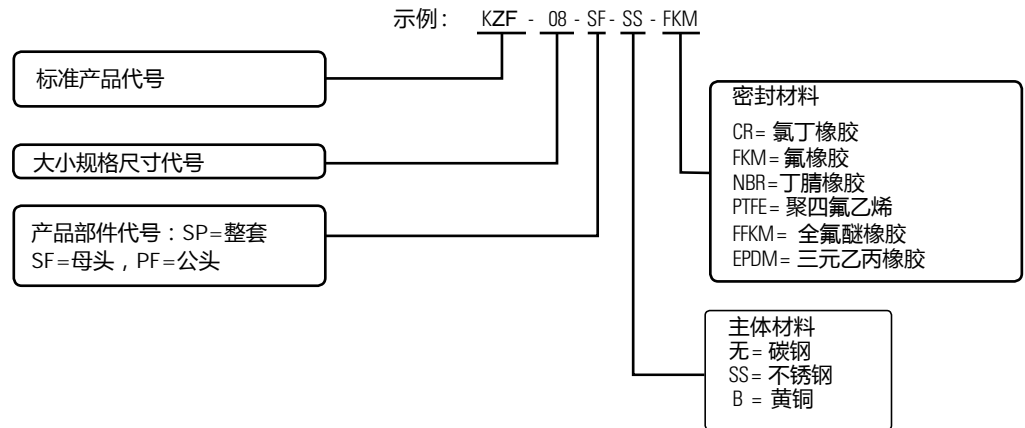 示例: KZF - 08 - SF - SS - FKM
标准产品代号
大小规格尺寸代号
产品部件代号：SP=整套
SF=母头，PF=公头
密封材料
CR= 氯丁橡胶
FKM=氟橡胶
NBR=丁腈橡胶
PTFE= 聚四氟乙烯
FFKM= 全氟醚橡胶
EPDM= 三元乙丙橡胶
主体材料
无= 碳钢
SS= 不锈钢
B = 黄铜